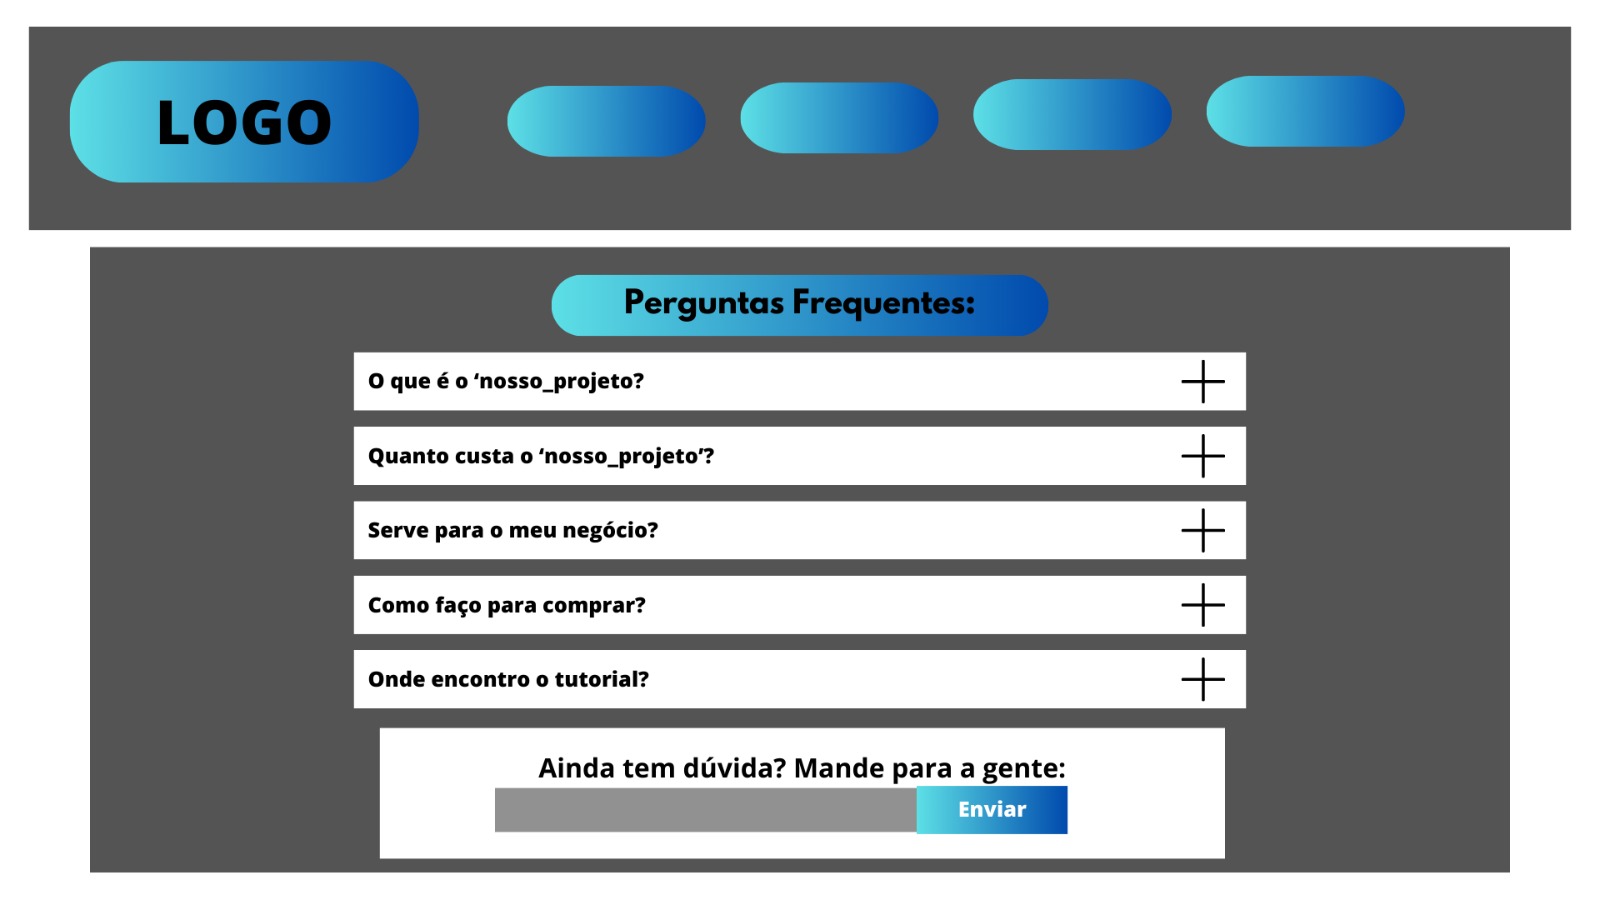 LOGO
Perguntas Frequentes:
O que é o ‘nosso_projeto?
Quanto custa o ‘nosso_projeto’?
Serve para o meu negócio?
Como faço para comprar?
Onde encontro o tutorial?
Ainda tem dúvida? Mande para a gente:
Enviar